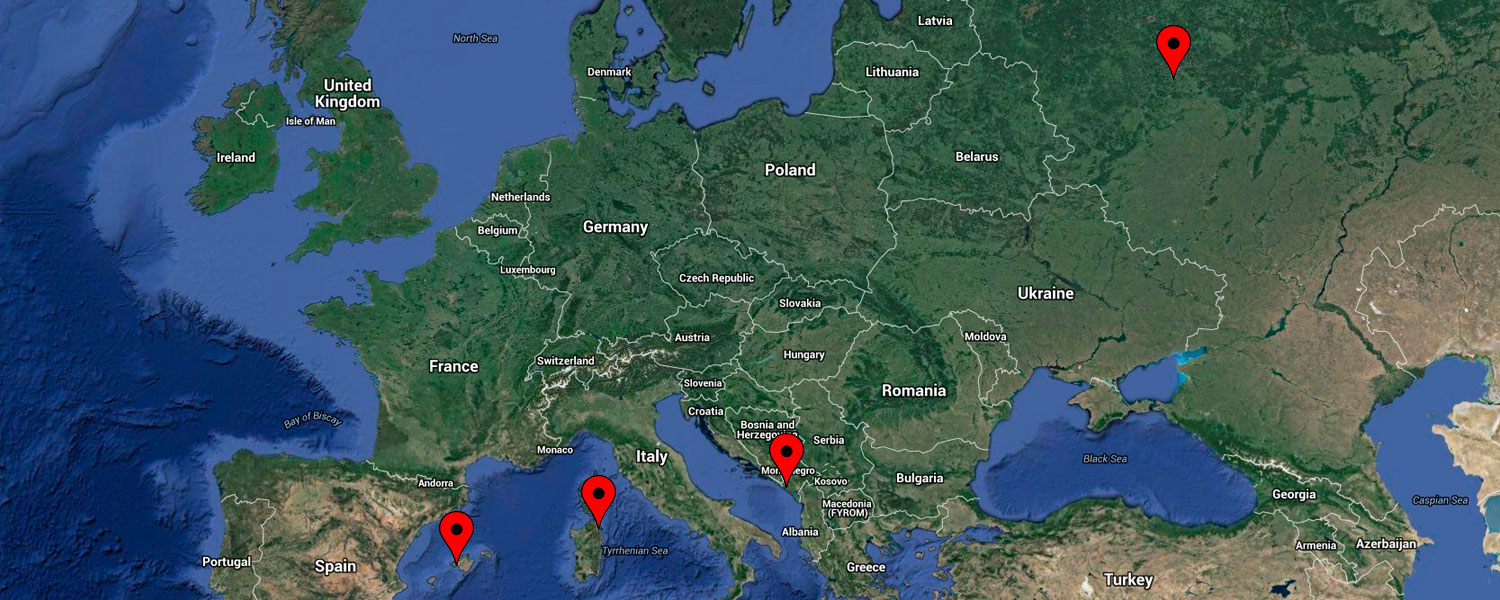 Latvia
North Sea
Denmark
Lithuania
United
Kingdom
Isle of Man
Ireland
Belarus
Poland
Netherlands
Germany
Belgium
Luxembourg
Czech Republic
Ukraine
Slovakia
Austria
Moldova
Hungary
Switzerland
France
Slovenia
Romania
Croatia
Bay of Biscay
Bosnia and
Herzegovina
Serbia
Monaco
Italy
Black Sea
Montenegro
Bulgaria
Andorra
Kosovo
Georgia
Caspian Sea
Macedonia
(FYROM)
Albania
Armenia
Azerbaijan
Tyrrhenian Sea
Portugal
Spain
Greece
Turkey